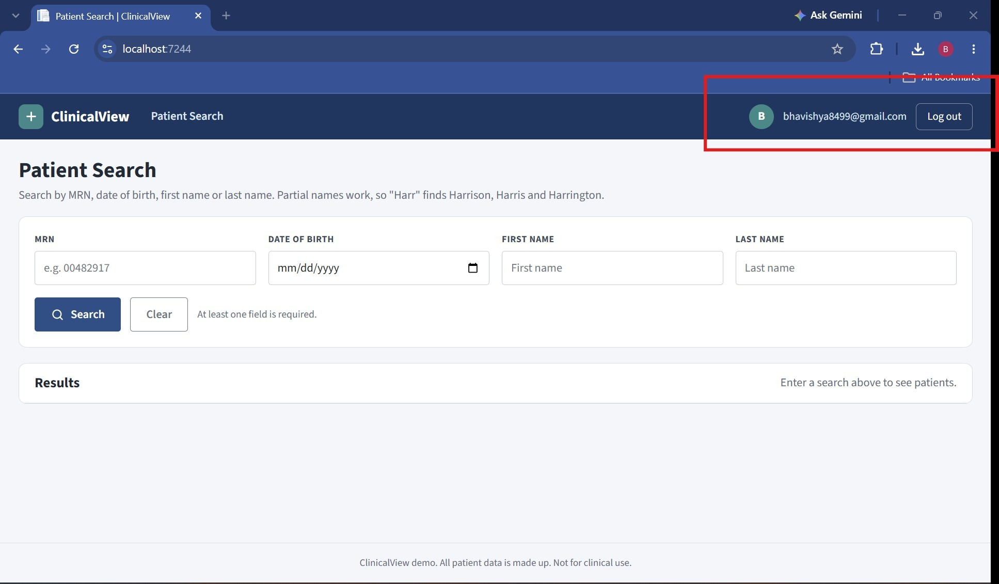 Patient Search | ClinicalView
Ask Gemini
localhost:7244
B
All Bookmarks
ClinicalView
Patient Search
B
bhavishya8499@gmail.com
Log out
Patient Search
Search by MRN, date of birth, first name or last name. Partial names work, so "Harr" finds Harrison, Harris and Harrington.
MRN
DATE OF BIRTH
FIRST NAME
LAST NAME
e.g. 00482917
mm/dd/yyyy
First name
Last name
Search
Clear
At least one field is required.
Results
Enter a search above to see patients.
ClinicalView demo. All patient data is made up. Not for clinical use.